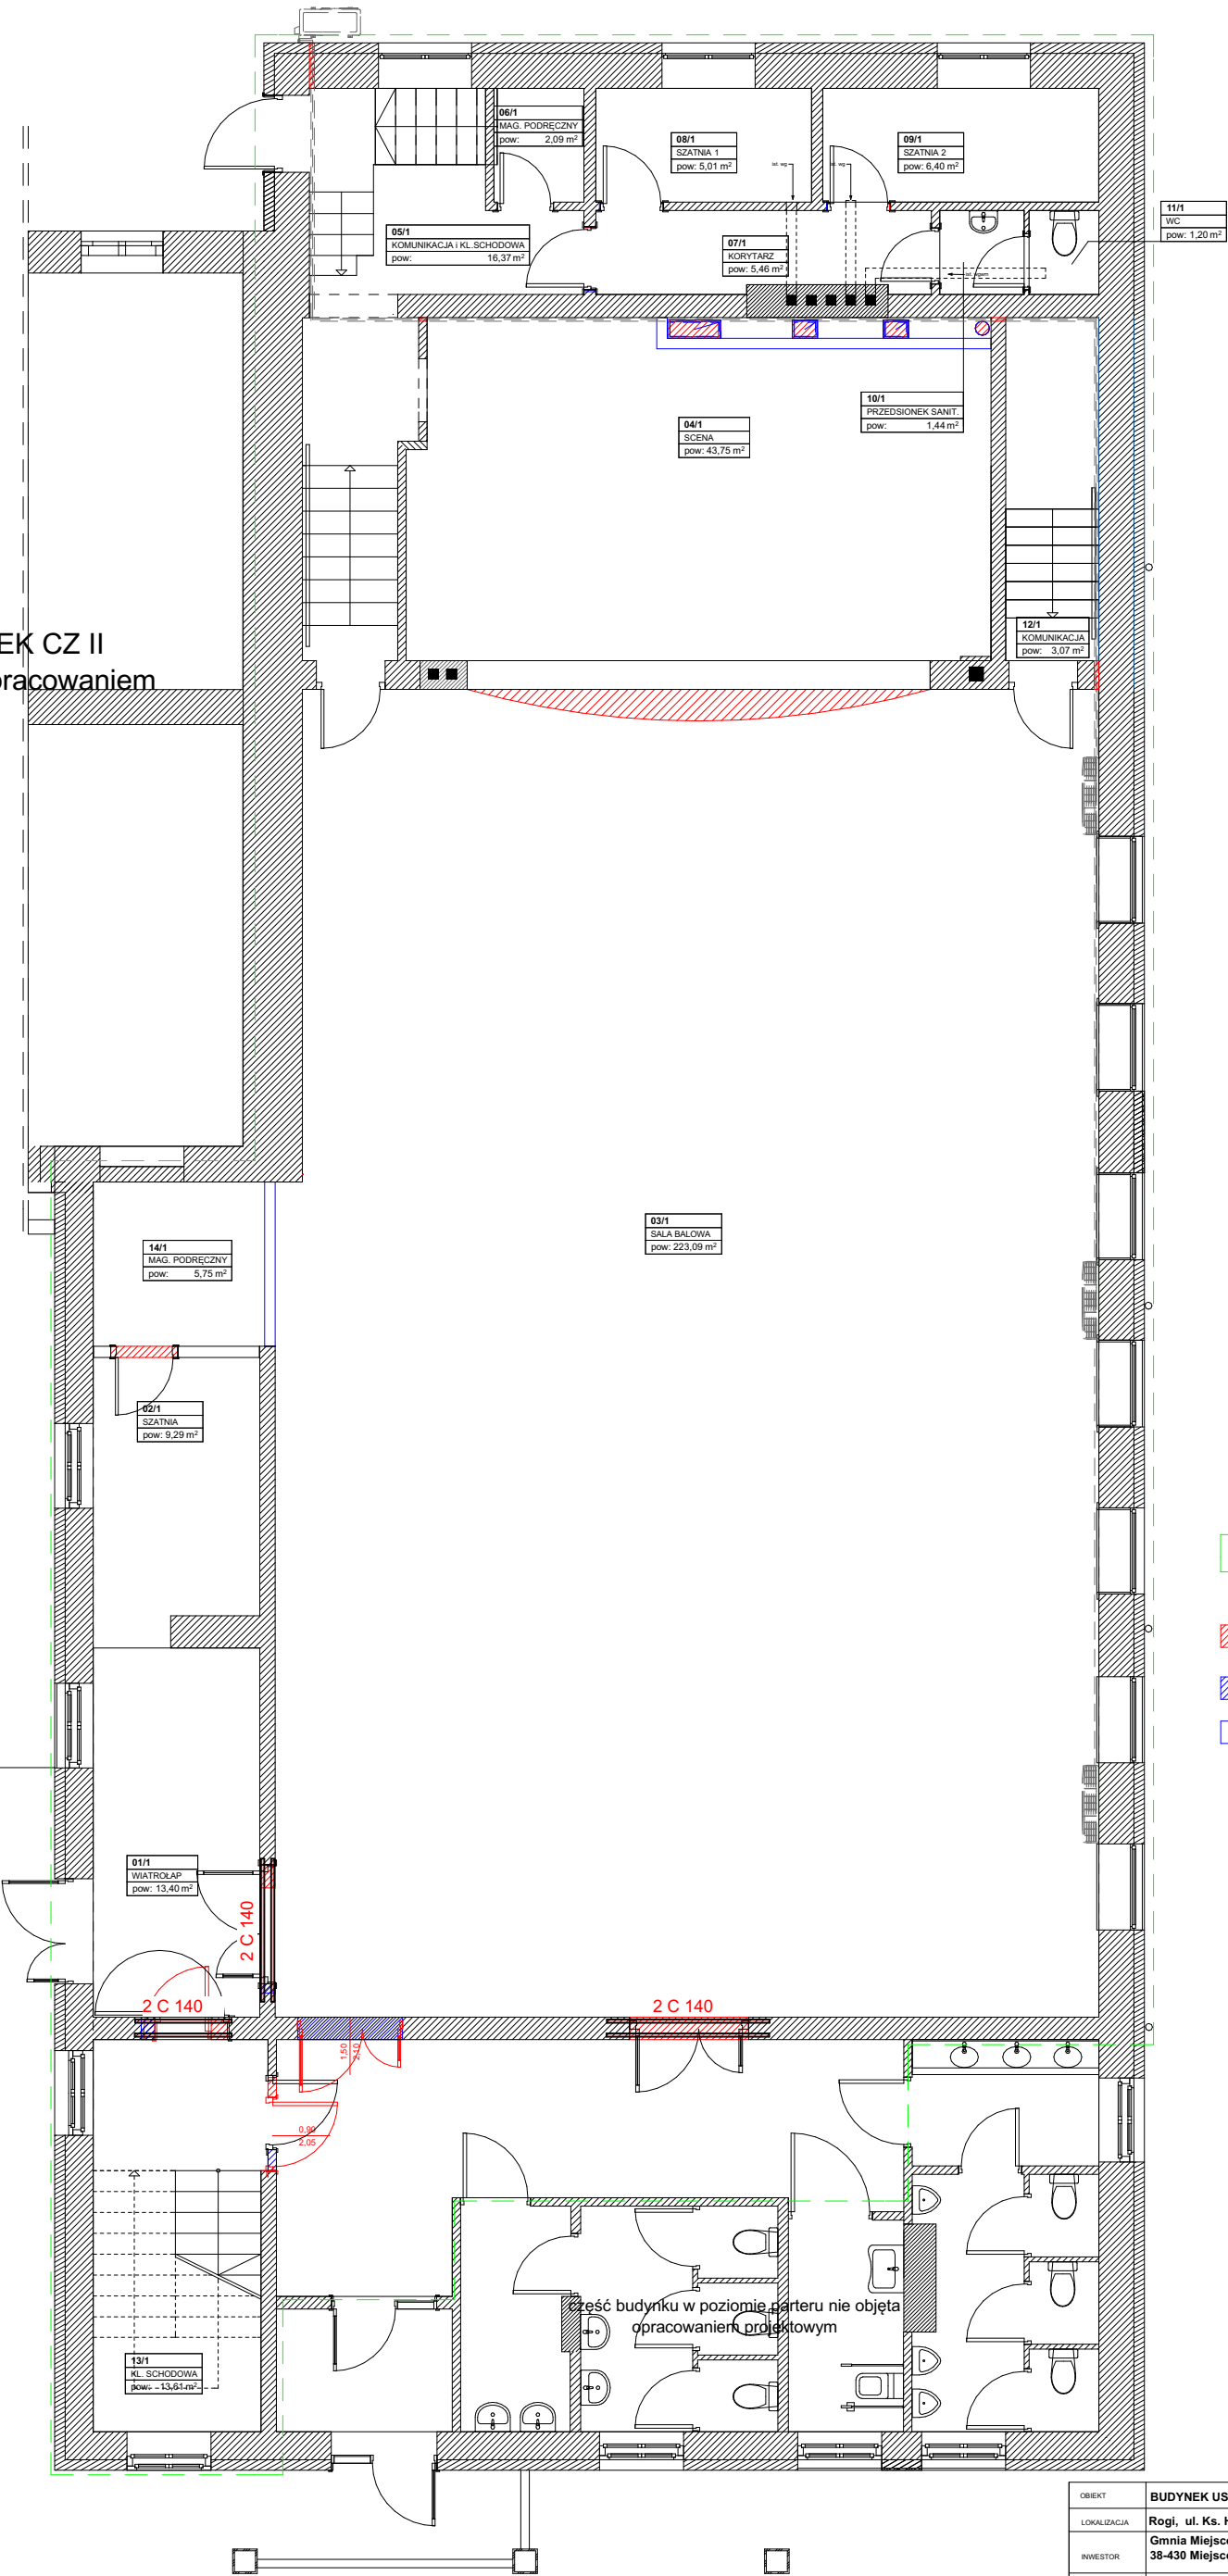 06/1
MAG. PODRĘCZNY
pow: 2,09 m²
08/1
SZATNIA 1
pow: 5,01 m²
09/1
SZATNIA 2
pow: 6,40 m²
11/1
WC
pow: 1,20 m²
05/1
KOMUNIKACJA i KL.SCHODOWA
pow: 16,37 m²
07/1
KORYTARZ
pow: 5,46 m²
10/1
PRZEDSIONEK SANIT.
pow: 1,44 m²
04/1
SCENA
pow: 43,75 m²
12/1
KOMUNIKACJA
pow: 3,07 m²
EK CZ II
pracowaniem
03/1
SALA BALOWA
pow: 223,09 m²
14/1
MAG. PODRĘCZNY
pow: 5,75 m²
02/1
SZATNIA
pow: 9,29 m²
01/1
WIATROŁAP
pow: 13,40 m²
2 C 140
2 C 140
2 C 140
1,50
2,10
0,90
2,05
część budynku w poziomie parteru nie objęta
opracowaniem projektowym
13/1
KL. SCHODOWA
pow: 13,61 m²
OBIEKT BUDYNEK US
LOKALIZACJA Rogi, ul. Ks. H
INWESTOR Gmnia Miejsc
38-430 Miejsc